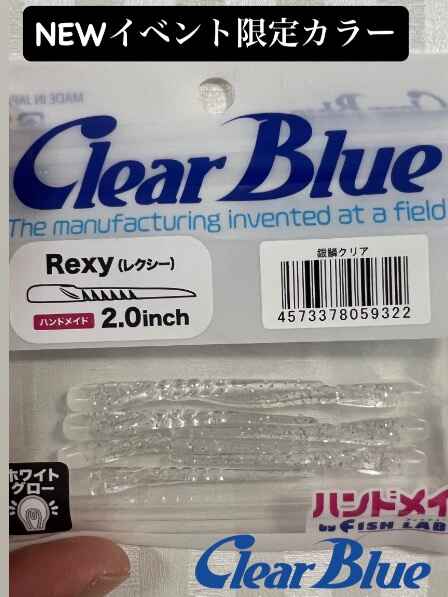 NEWイベント限定カラー
MADE IN JAP
Clear Blue
Clear Blue
The manufacturing invented at a field
Rexy(レクシー)
ハンドメイド 2.0inch
銀鱗クリア
4573378059322
ホワイト
グロー
ハンドメイ
by FISH LAB
Clear Blue